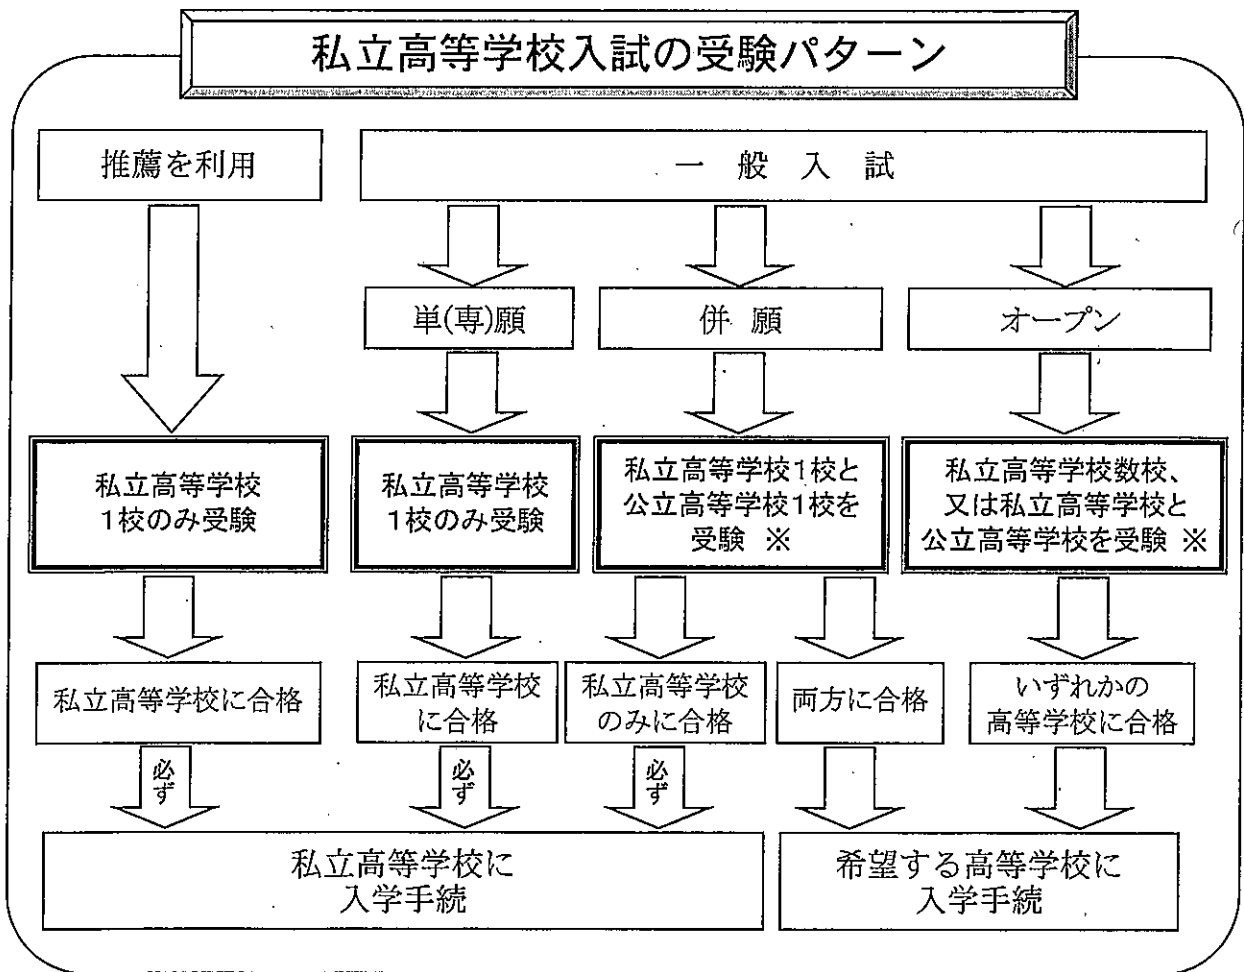 私立高等学校入試の受験パターン
推薦を利用
一般入試
単(専)願
併願
オープン
私立高等学校
1校のみ受験
私立高等学校
1校のみ受験
私立高等学校1校と
公立高等学校1校を
受験 ※
私立高等学校数校、
又は私立高等学校と
公立高等学校を受験 ※
私立高等学校に合格
私立高等学校
に合格
私立高等学校
のみに合格
両方に合格
いずれかの
高等学校に合格
必ず
必ず
必ず
私立高等学校に
入学手続
希望する高等学校に
入学手続